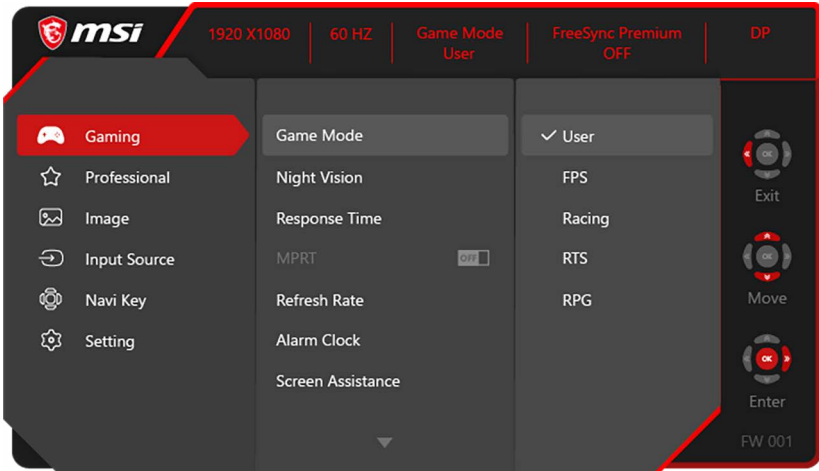 msi
1920 X1080
60 HZ
Game Mode
User
FreeSync Premium
OFF
DP
Gaming
Professional
Image
Input Source
Navi Key
Setting
Game Mode
Night Vision
Response Time
MPRT
OFF
Refresh Rate
Alarm Clock
Screen Assistance
User
FPS
Racing
RTS
RPG
OK
Exit
OK
Move
OK
Enter
FW 001